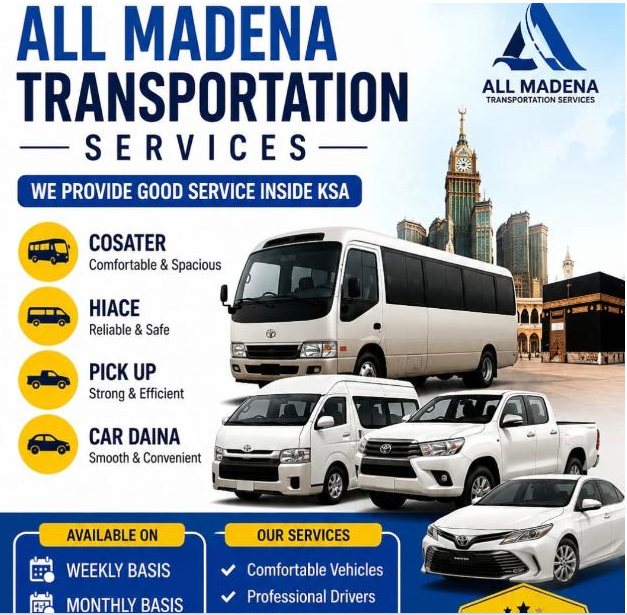 ALL MADENA
TRANSPORTATION
SERVICES
ALL MADENA
TRANSPORTATION SERVICES
WE PROVIDE GOOD SERVICE INSIDE KSA
COSATER
Comfortable & Spacious
HIACE
Reliable & Safe
PICK UP
Strong & Efficient
CAR DAINA
Smooth & Convenient
AVAILABLE ON
WEEKLY BASIS
MONTHLY BASIS
OUR SERVICES
Comfortable Vehicles
Professional Drivers